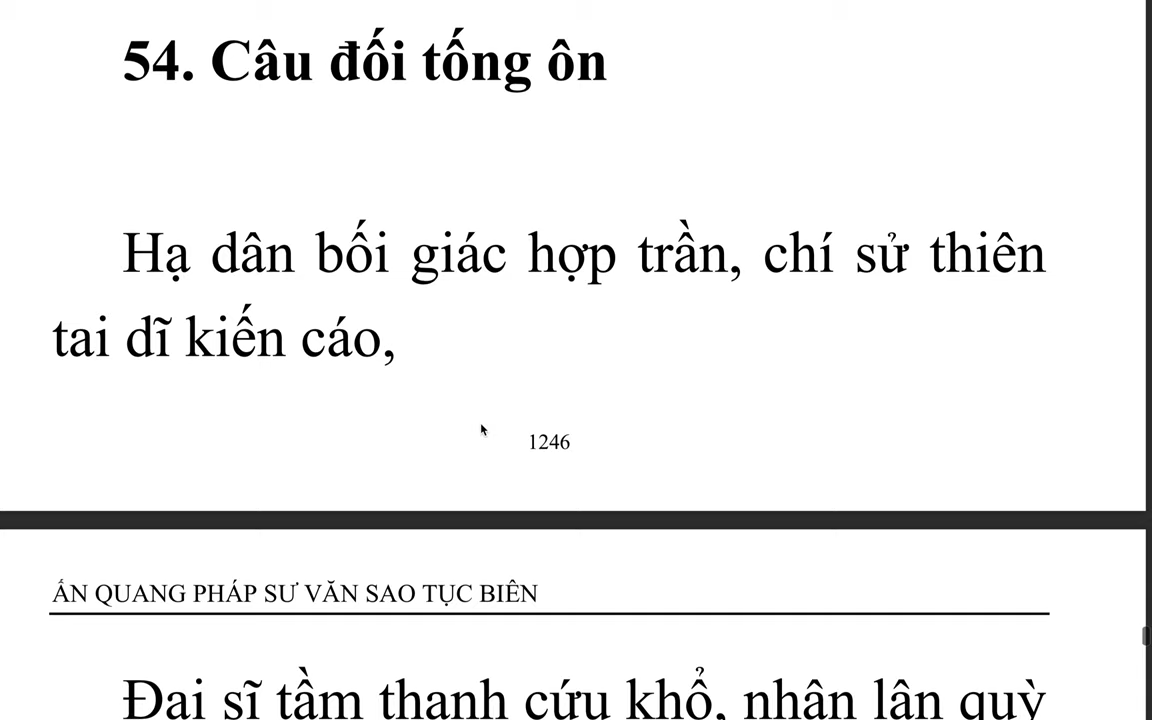 54. Câu đối tống ôn
Hạ dân bối giác hợp trần, chí sử thiên
tai dĩ kiến cáo,
1246
ẤN QUANG PHÁP SƯ VĂN SAO TỤC BIÊN
Đại sĩ tầm thanh cứu khổ, nhân lân quỳ